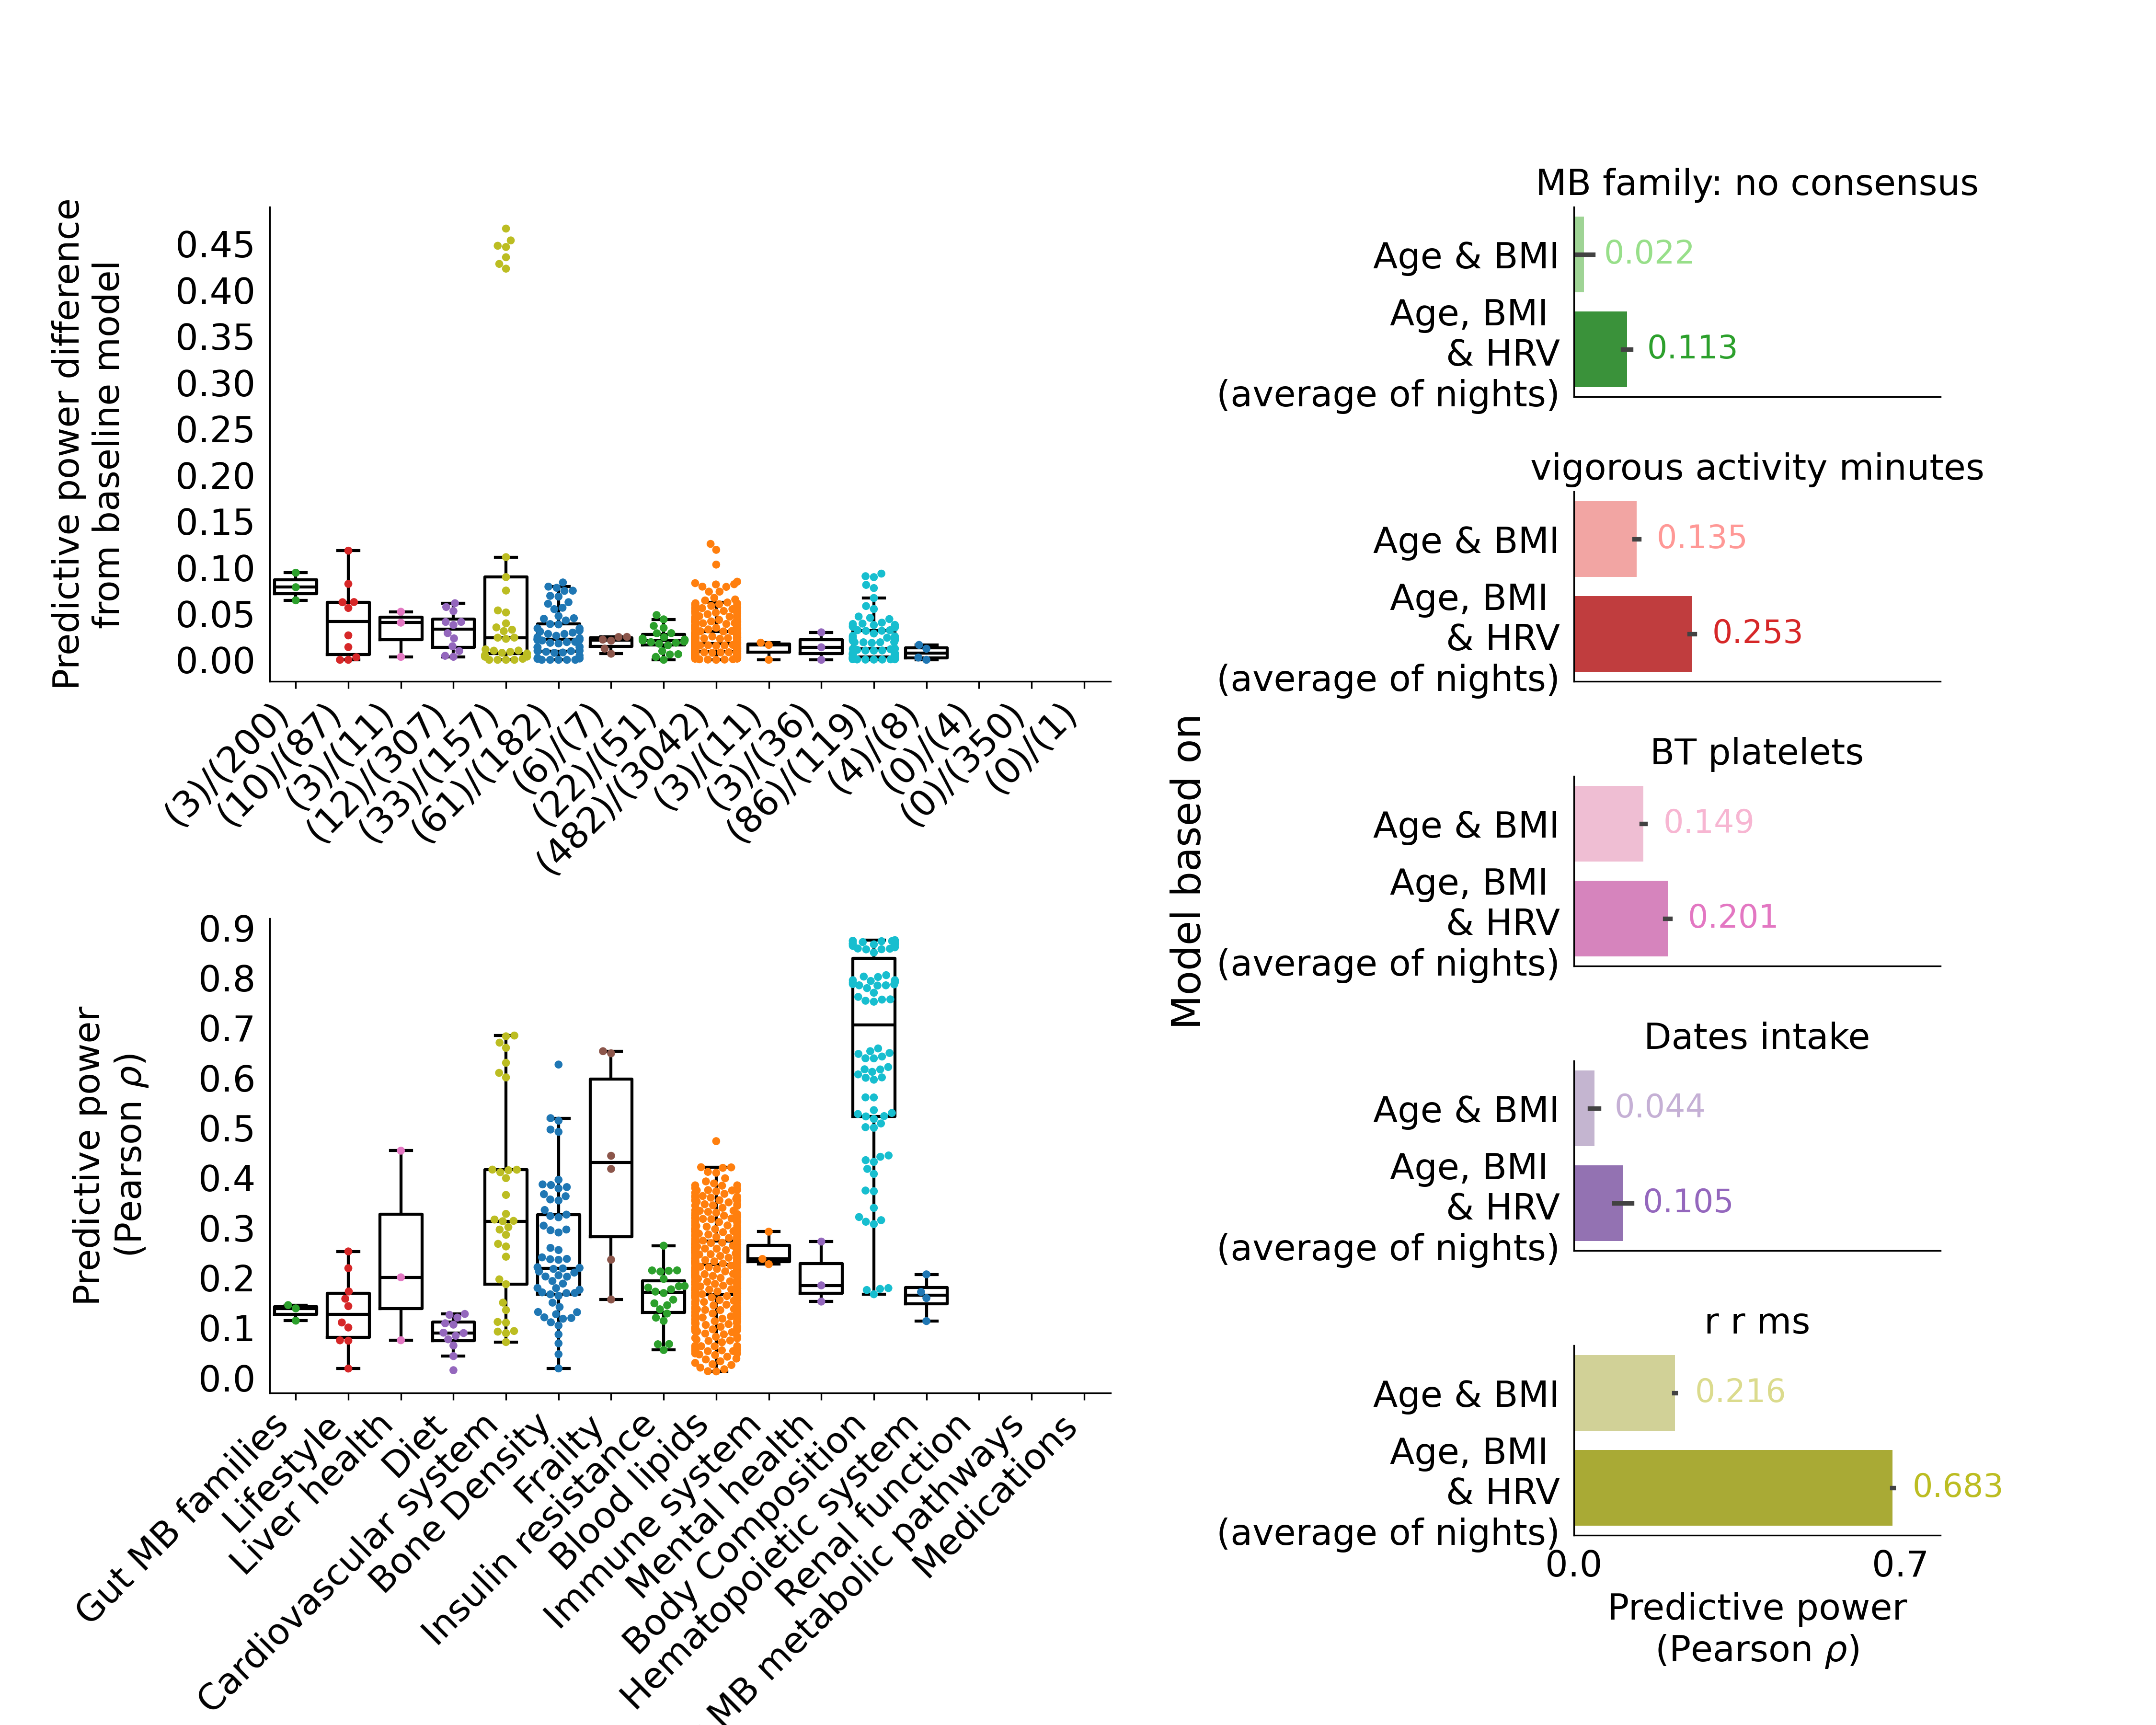 Predictive power difference
from baseline model
0.45
0.40
0.35
0.30
0.25
0.20
0.15
0.10
0.05
0.00
(3)/(200)
(10)/(87)
(3)/(11)
(12)/(307)
(33)/(157)
(61)/(182)
(6)/(7)
(22)/(51)
(482)/(3042)
(3)/(11)
(3)/(36)
(86)/(119)
(4)/(8)
(0)/(4)
(0)/(350)
(0)/(1)
Predictive power
(Pearson ρ)
0.9
0.8
0.7
0.6
0.5
0.4
0.3
0.2
0.1
0.0
Gut MB families
Lifestyle
Liver health
Diet
Cardiovascular system
Bone Density
Frailty
Insulin resistance
Blood lipids
Immune system
Mental health
Body Composition
Hematopoietic system
Renal function
MB metabolic pathways
Medications
Model based on
MB family: no consensus
Age & BMI
0.022
Age, BMI
& HRV
(average of nights)
0.113
vigorous activity minutes
Age & BMI
0.135
Age, BMI
& HRV
(average of nights)
0.253
BT platelets
Age & BMI
0.149
Age, BMI
& HRV
(average of nights)
0.201
Dates intake
Age & BMI
0.044
Age, BMI
& HRV
(average of nights)
0.105
r r ms
Age & BMI
0.216
Age, BMI
& HRV
(average of nights)
0.683
0.0 0.7
Predictive power
(Pearson ρ)